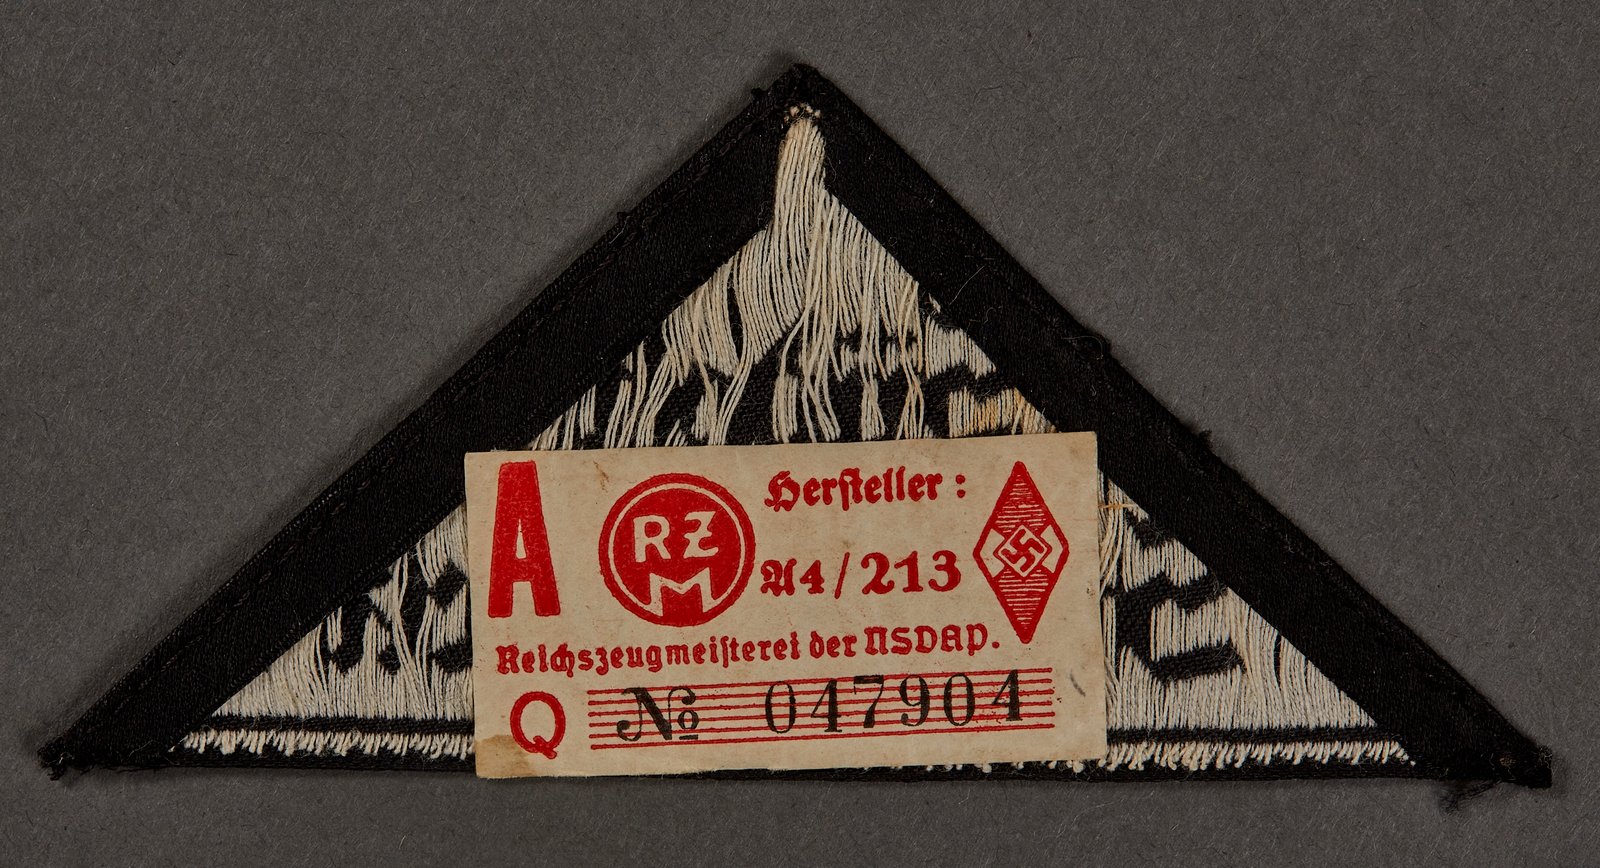 A
RZM
Hersteller:
A4/213
Reichszeugmeisterei der NSDAP.
Q
№ 047904